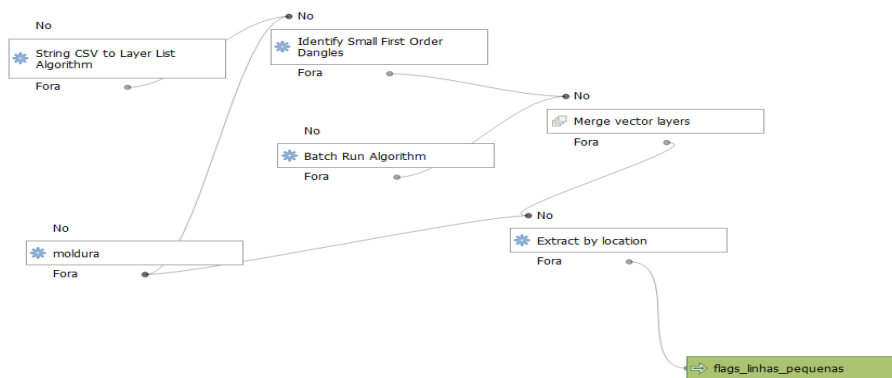 No
String CSV to Layer List
Algorithm
Fora
No
Identify Small First Order
Dangles
Fora
No
Merge vector layers
Fora
No
Batch Run Algorithm
Fora
No
moldura
Fora
No
Extract by location
Fora
flags_linhas_pequenas